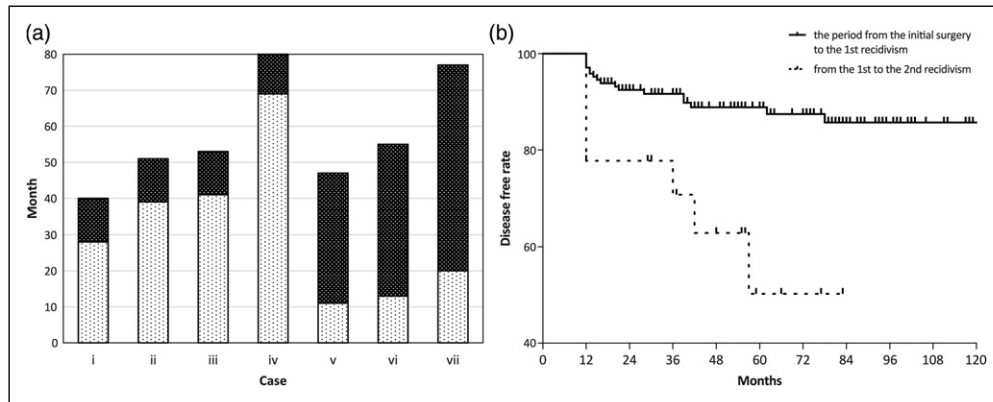 (a)
80
70
60
50
40
30
20
10
0
Month
i ii iii iv v vi vii
Case
(b)
the period from the initial surgery
to the 1st recidivism
from the 1st to the 2nd recidivism
100
80
60
40
Disease free rate
0 12 24 36 48 60 72 84 96 108 120
Months